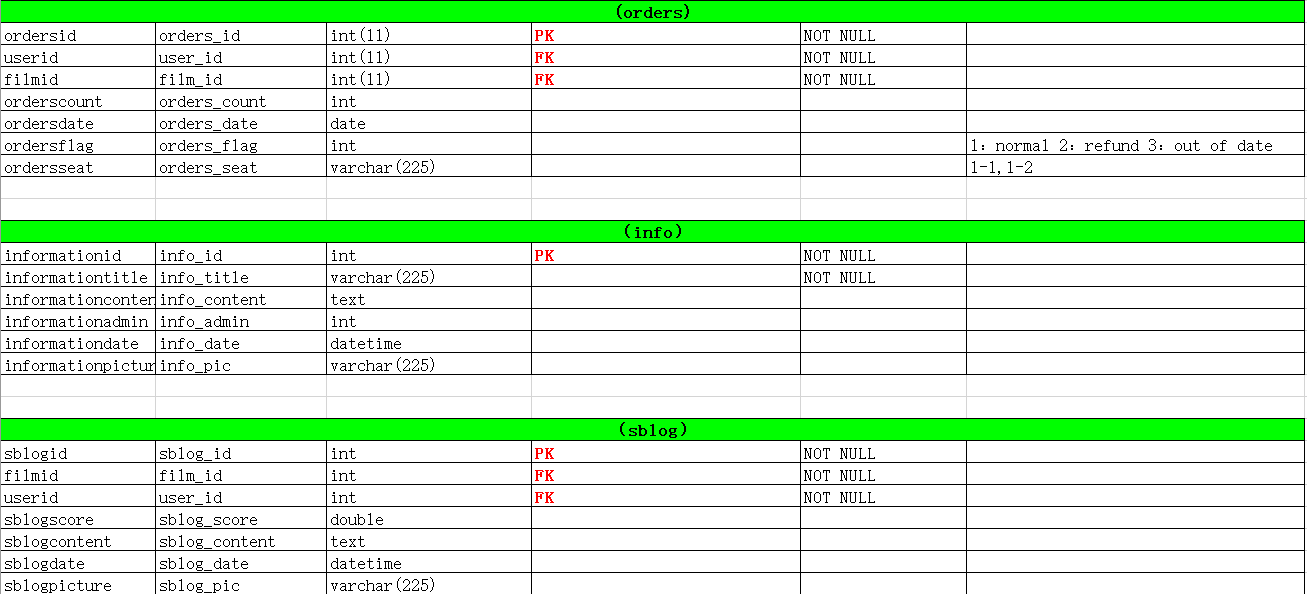 (orders)
ordersid orders_id int(11) PK NOT NULL
userid user_id int(11) FK NOT NULL
filmid film_id int(11) FK NOT NULL
orderscount orders_count int
ordersdate orders_date date
ordersflag orders_flag int 1：normal 2：refund 3：out of date
ordersseat orders_seat varchar(225) 1-1,1-2
(info)
informationid info_id int PK NOT NULL
informationtitle info_title varchar(225) NOT NULL
informationconten info_content text
informationadmin info_admin int
informationdate info_date datetime
informationpictur info_pic varchar(225)
(sblog)
sblogid sblog_id int PK NOT NULL
filmid film_id int FK NOT NULL
userid user_id int FK NOT NULL
sblogscore sblog_score double
sblogcontent sblog_content text
sblogdate sblog_date datetime
sblogpicture sblog_pic varchar(225)